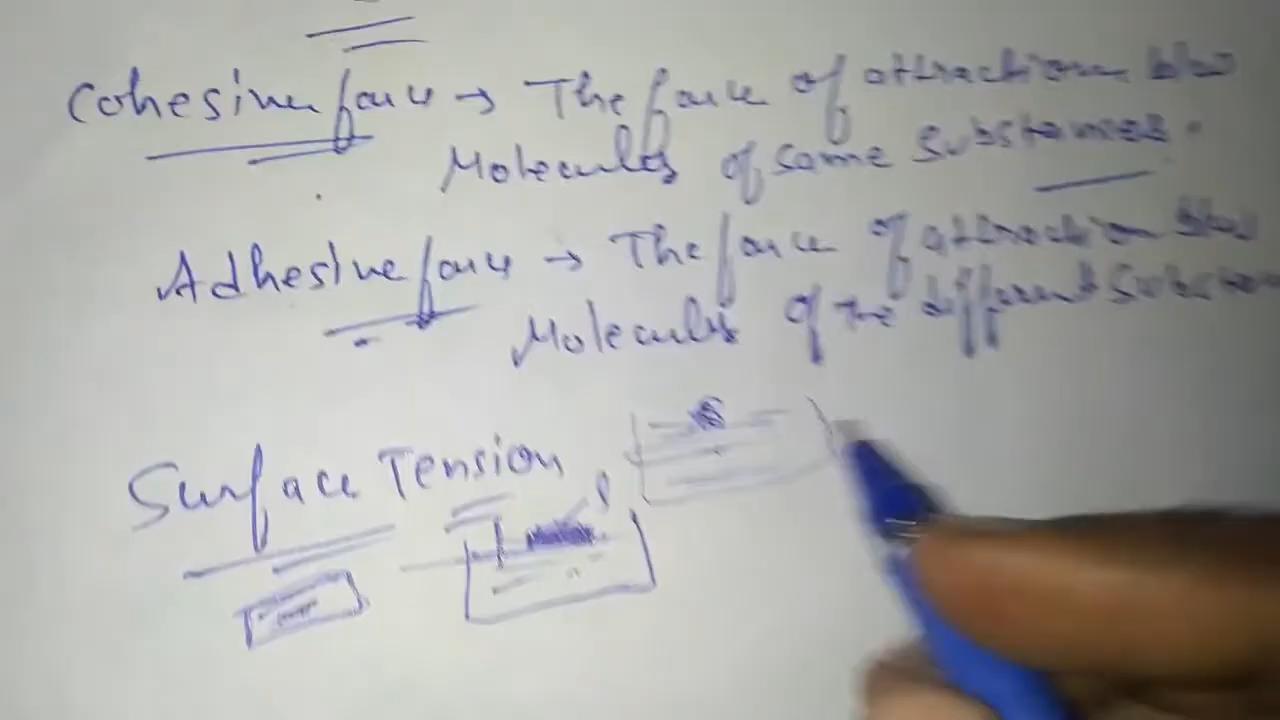 Cohesive force → The force of attraction b/w
Molecules of same substances.
Adhesive force → The force of attraction b/w
Molecules of the different Substan
Surface Tension